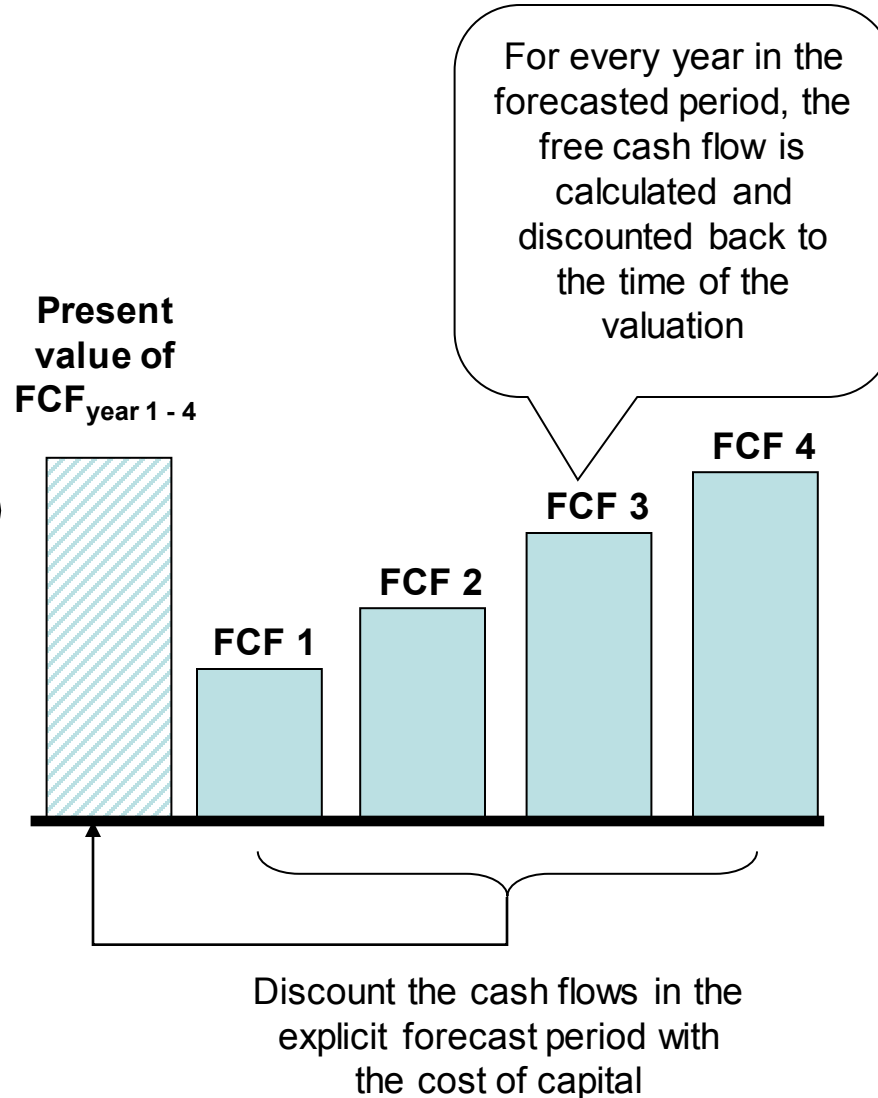 For every year in the
forecasted period, the
free cash flow is
calculated and
discounted back to
the time of the
valuation
Present
value of
FCFyear 1 - 4
)
FCF 1
FCF 2
FCF 3
FCF 4
Discount the cash flows in the
explicit forecast period with
the cost of capital